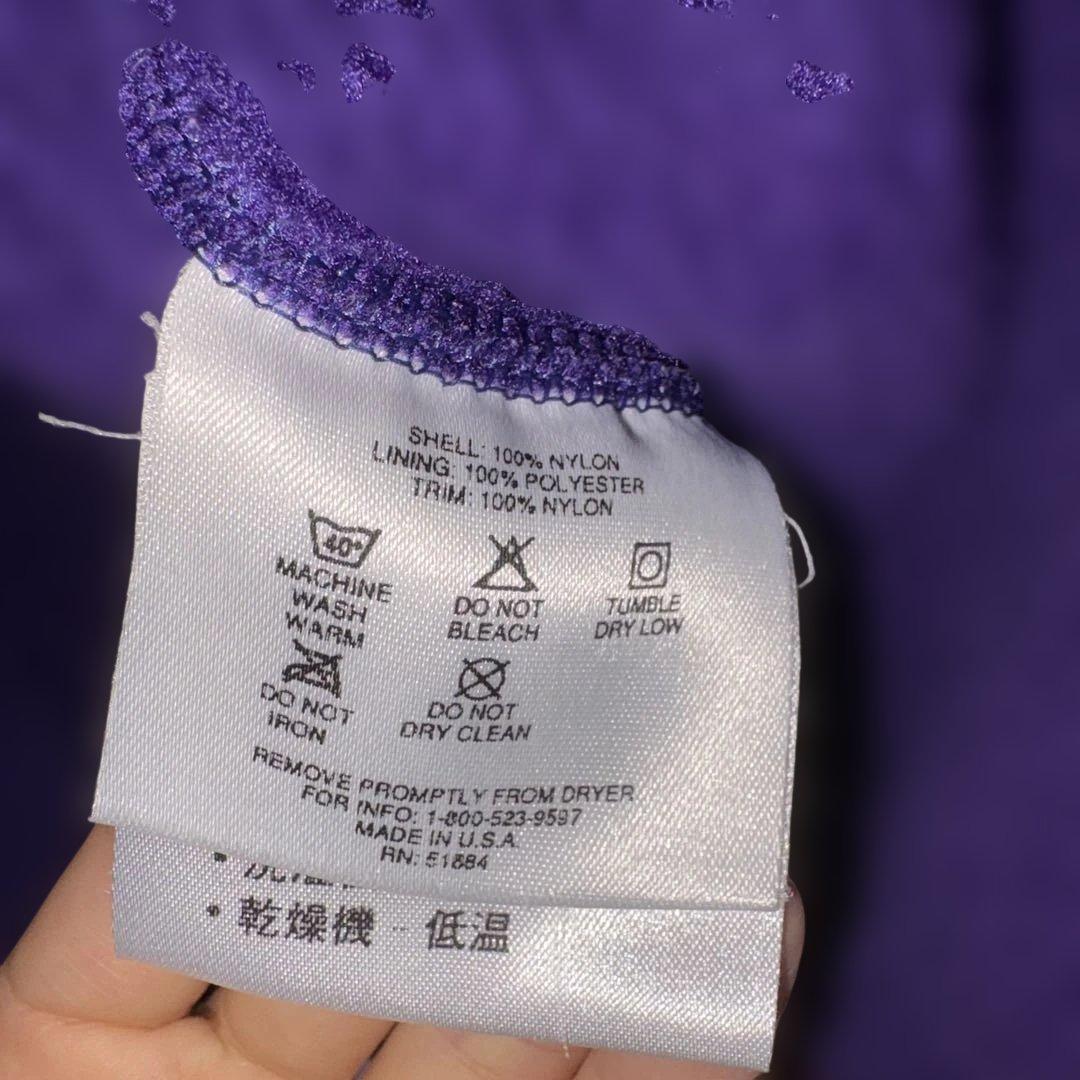 SHELL: 100% NYLON
LINING: 100% POLYESTER
TRIM: 100% NYLON
40°
MACHINE
WASH
WARM
DO NOT
BLEACH
TUMBLE
DRY LOW
DO NOT
IRON
DO NOT
DRY CLEAN
REMOVE PROMPTLY FROM DRYER
FOR INFO: 1-800-523-9597
MADE IN U.S.A.
RN: 51884
• 乾燥機 - 低温